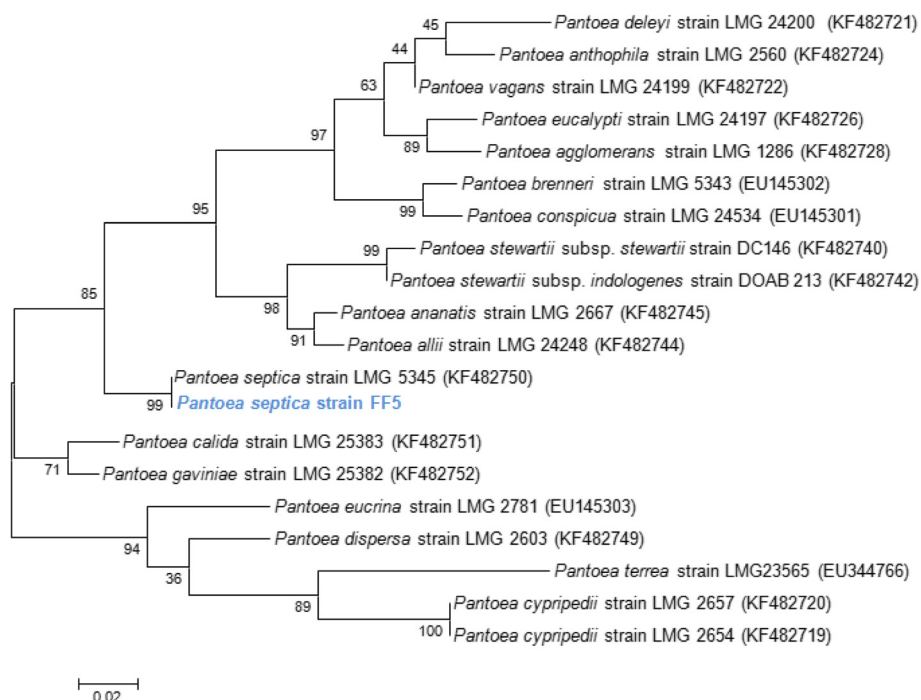 45
Pantoea deleyi strain LMG 24200 (KF482721)
44
Pantoea anthophila strain LMG 2560 (KF482724)
63
Pantoea vagans strain LMG 24199 (KF482722)
Pantoea eucalypti strain LMG 24197 (KF482726)
97
89
Pantoea agglomerans strain LMG 1286 (KF482728)
Pantoea brenneri strain LMG 5343 (EU145302)
95
99
Pantoea conspicua strain LMG 24534 (EU145301)
99
Pantoea stewartii subsp. stewartii strain DC146 (KF482740)
Pantoea stewartii subsp. indologenes strain DOAB 213 (KF482742)
85
98
Pantoea ananatis strain LMG 2667 (KF482745)
91
Pantoea allii strain LMG 24248 (KF482744)
Pantoea septica strain LMG 5345 (KF482750)
99
Pantoea septica strain FF5
Pantoea calida strain LMG 25383 (KF482751)
71
Pantoea gaviniae strain LMG 25382 (KF482752)
Pantoea eucrina strain LMG 2781 (EU145303)
94
Pantoea dispersa strain LMG 2603 (KF482749)
36
Pantoea terrea strain LMG23565 (EU344766)
89
Pantoea cypripedii strain LMG 2657 (KF482720)
100
Pantoea cypripedii strain LMG 2654 (KF482719)
0.02